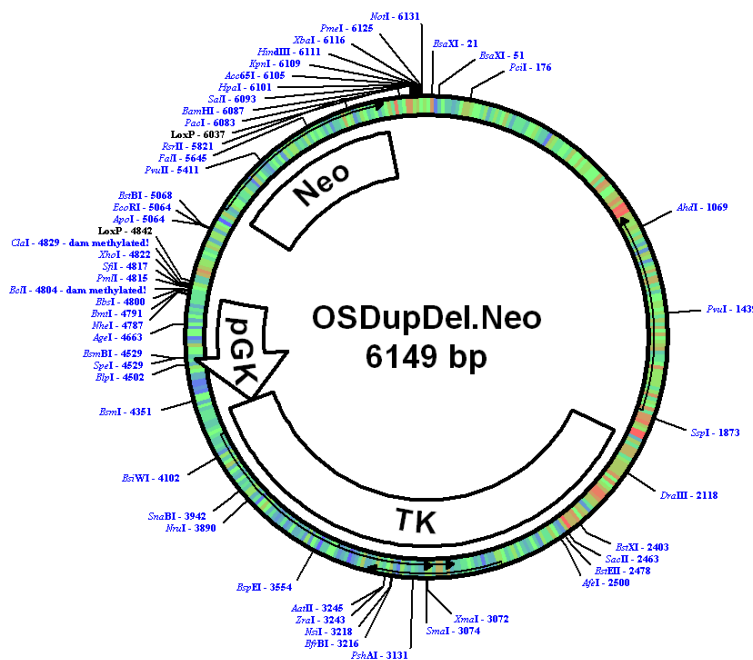 NotI - 6131
PmeI - 6125
XbaI - 6116
HindIII - 6111
KpnI - 6109
Acc65I - 6105
HpaI - 6101
SalI - 6093
BamHI - 6087
PacI - 6083
LoxP - 6037
RsrII - 5821
FalI - 5645
PvuII - 5411
BstBI - 5068
EcoRI - 5064
ApoI - 5064
LoxP - 4842
ClaI - 4829 - dam methylated!
XhoI - 4822
SfiI - 4817
PmlI - 4815
BclI - 4804 - dam methylated!
BbsI - 4800
BmtI - 4791
NheI - 4787
AgeI - 4663
BsmBI - 4529
SpeI - 4529
BlpI - 4502
BsmI - 4351
BsiWI - 4102
SnaBI - 3942
NruI - 3890
BspEI - 3554
AatII - 3245
ZraI - 3243
NsiI - 3218
BfrBI - 3216
PshAI - 3131
SmaI - 3074
XmaI - 3072
BsaXI - 21
BsaXI - 51
PciI - 176
AhdI - 1069
PvuI - 1439
SspI - 1873
DraIII - 2118
BstXI - 2403
SacII - 2463
BstEII - 2478
AfeI - 2500
Neo
OSDupDel.Neo
6149 bp
pGK
TK